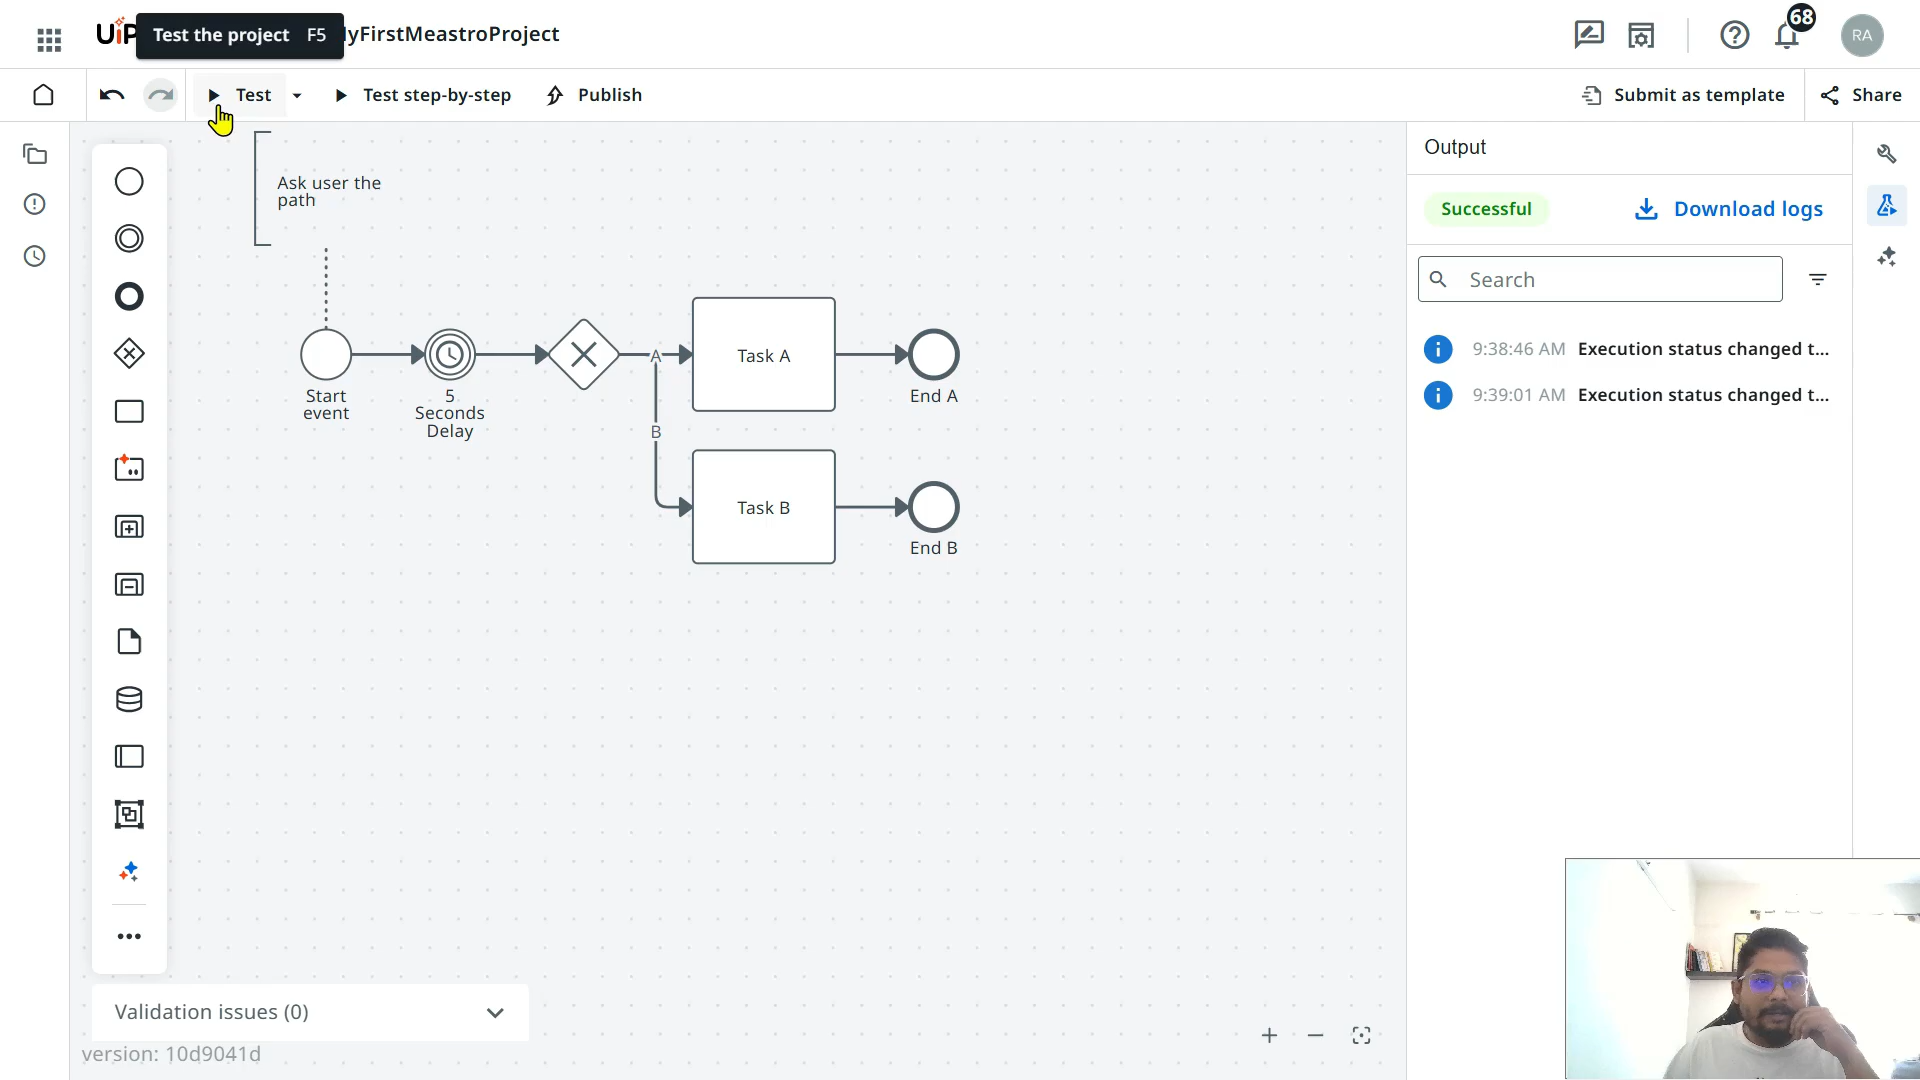 UiP
Test the project F5
yFirstMeastroProject
68
RA
Test
Test step-by-step
Publish
Submit as template
Share
Ask user the
path
A
B
Start
event
5
Seconds
Delay
Task A
End A
Task B
End B
Output
Successful
Download logs
Search
9:38:46 AM Execution status changed t...
9:39:01 AM Execution status changed t...
Validation issues (0)
version: 10d9041d